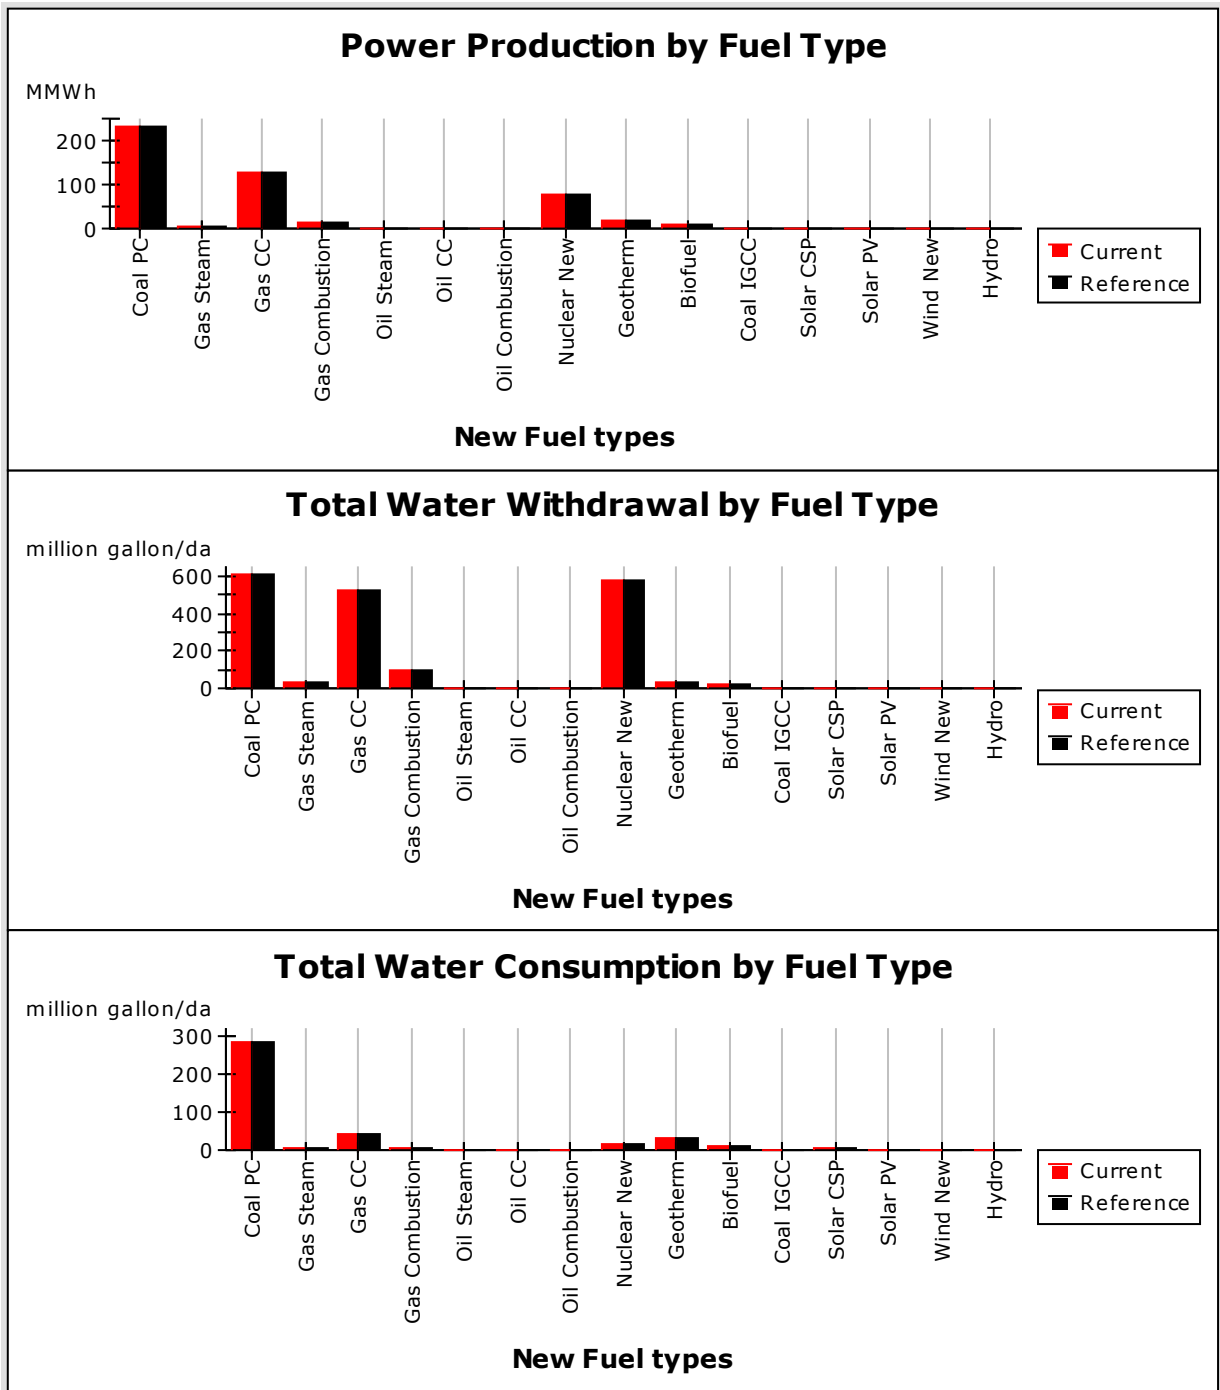 Power Production by Fuel Type
MMWh
200
100
0
Coal PC
Gas Steam
Gas CC
Gas Combustion
Oil Steam
Oil CC
Oil Combustion
Nuclear New
Geotherm
Biofuel
Coal IGCC
Solar CSP
Solar PV
Wind New
Hydro
Current
Reference
New Fuel types
Total Water Withdrawal by Fuel Type
million gallon/da
600
400
200
0
Coal PC
Gas Steam
Gas CC
Gas Combustion
Oil Steam
Oil CC
Oil Combustion
Nuclear New
Geotherm
Biofuel
Coal IGCC
Solar CSP
Solar PV
Wind New
Hydro
Current
Reference
New Fuel types
Total Water Consumption by Fuel Type
million gallon/da
300
200
100
0
Coal PC
Gas Steam
Gas CC
Gas Combustion
Oil Steam
Oil CC
Oil Combustion
Nuclear New
Geotherm
Biofuel
Coal IGCC
Solar CSP
Solar PV
Wind New
Hydro
Current
Reference
New Fuel types